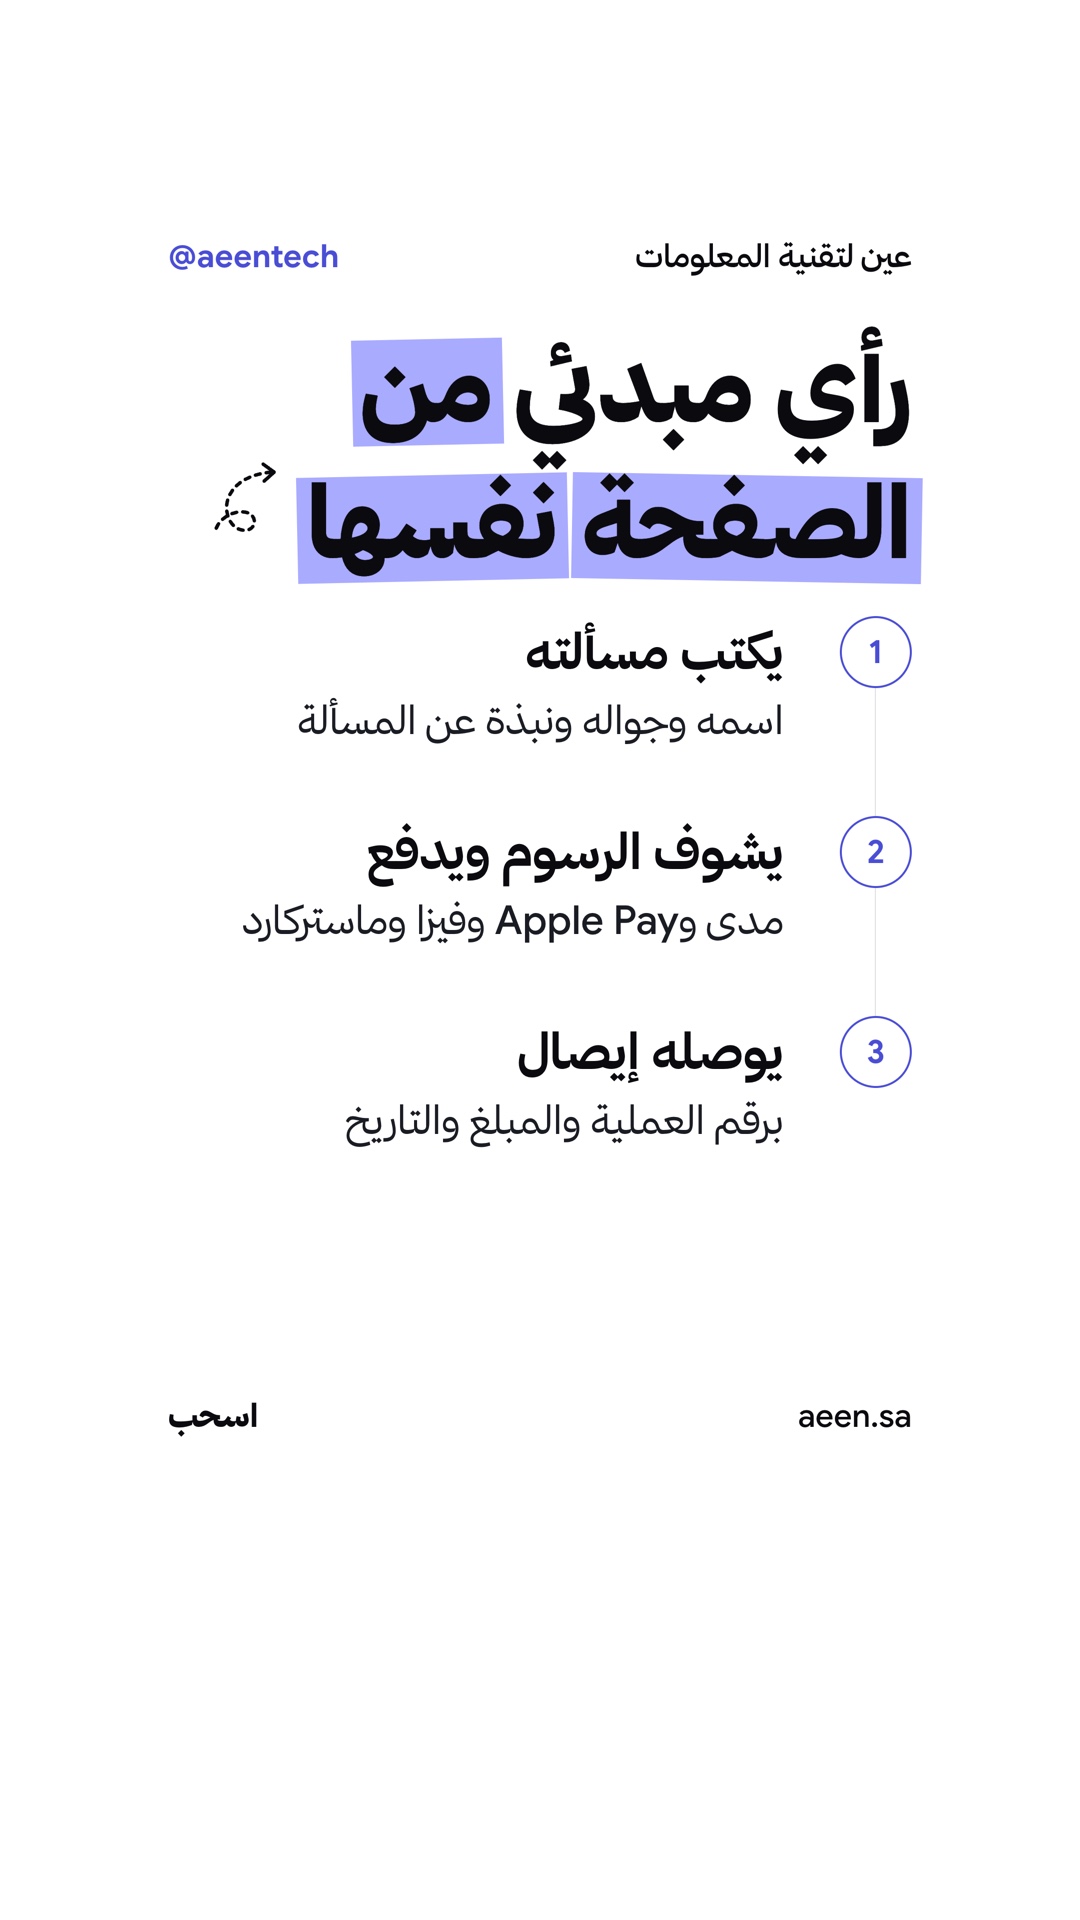 عين لتقنية المعلومات
@aeentech
رأي مبدئي من
الصفحة نفسها
1
يكتب مسألته
اسمه وجواله ونبذة عن المسألة
2
يشوف الرسوم ويدفع
مدى وApple Pay وفيزا وماستركارد
3
يوصله إيصال
برقم العملية والمبلغ والتاريخ
aeen.sa
اسحب